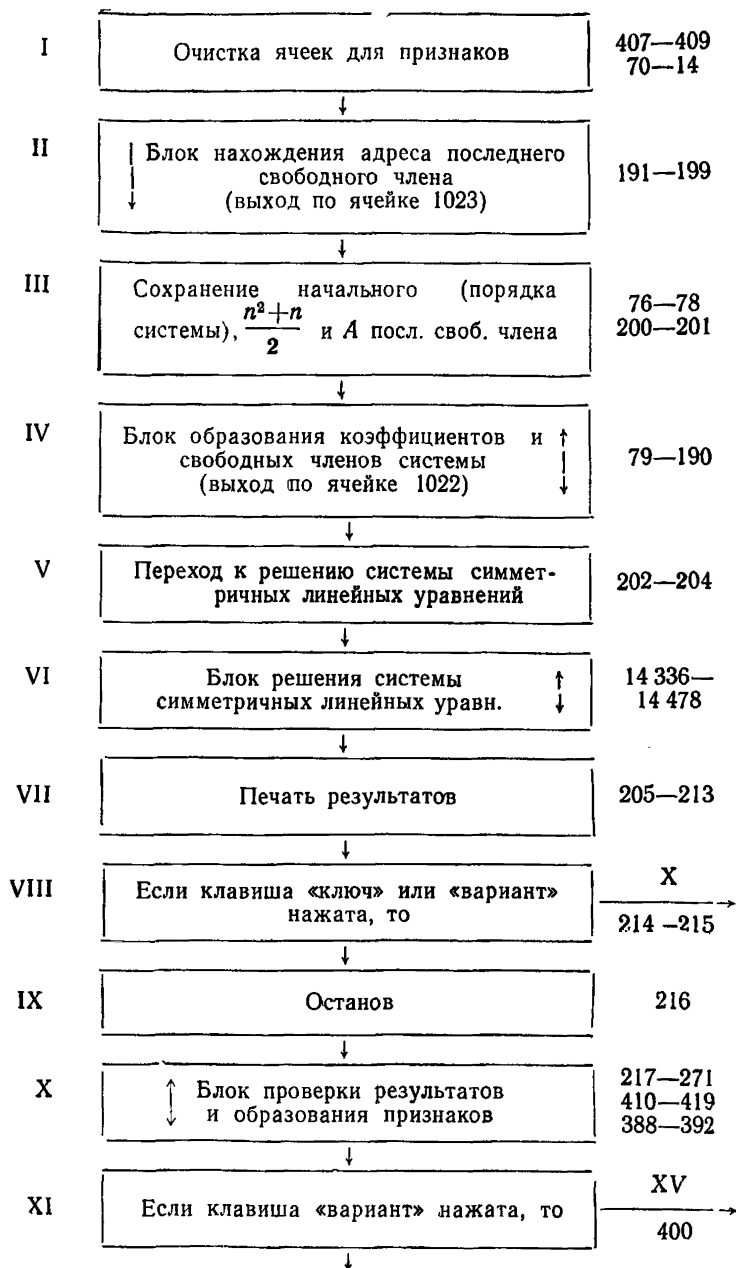 I
Очистка ячеек для признаков
407—409
70—14
↓
II
Блок нахождения адреса последнего
свободного члена
(выход по ячейке 1023)
191—199
↓
III
Сохранение начального (порядка
системы), n²+n/2 и A посл. своб. члена
76—78
200—201
↓
IV
Блок образования коэффициентов и
свободных членов системы
(выход по ячейке 1022)
79—190
↓
V
Переход к решению системы симмет-
ричных линейных уравнений
202—204
↓
VI
Блок решения системы
симметричных линейных уравн.
14 336—
14 478
↓
VII
Печать результатов
205—213
↓
VIII
Если клавиша «ключ» или «вариант»
нажата, то
X
214—215
↓
IX
Останов
216
↓
X
Блок проверки результатов
и образования признаков
217—271
410—419
388—392
↓
XI
Если клавиша «вариант» нажата, то
XV
400
↓